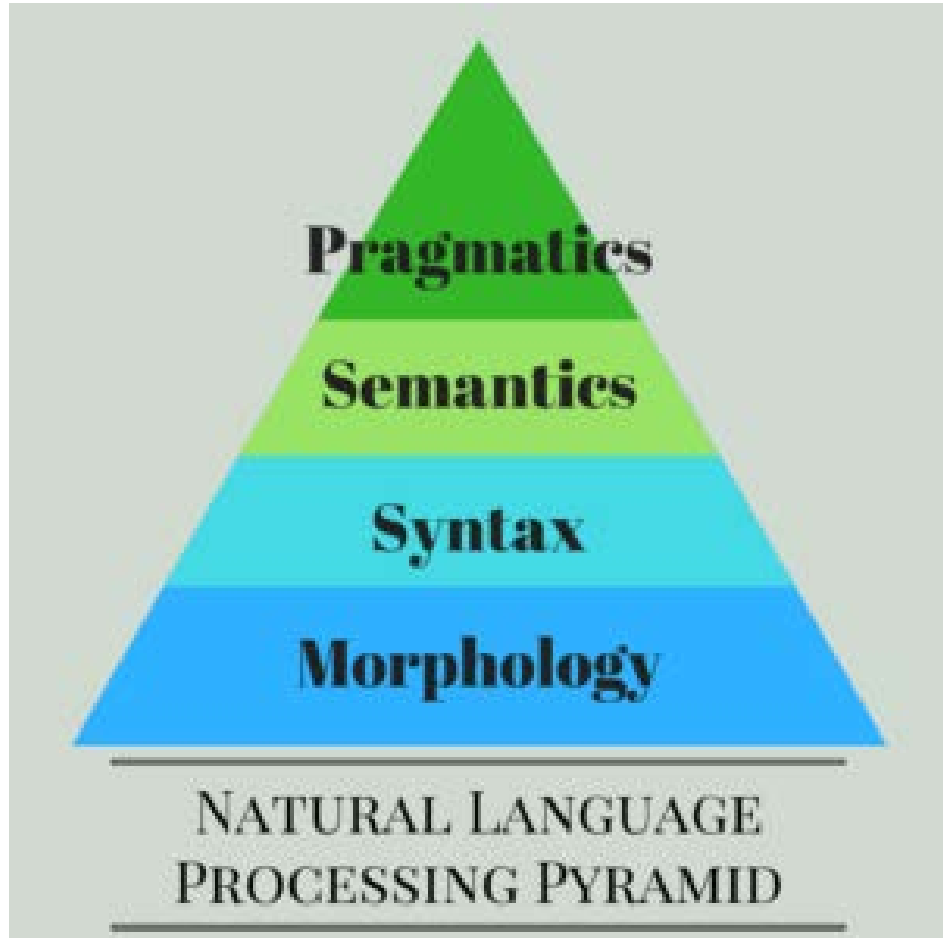 Pragmatics
Semantics
Syntax
Morphology
NATURAL LANGUAGE
PROCESSING PYRAMID